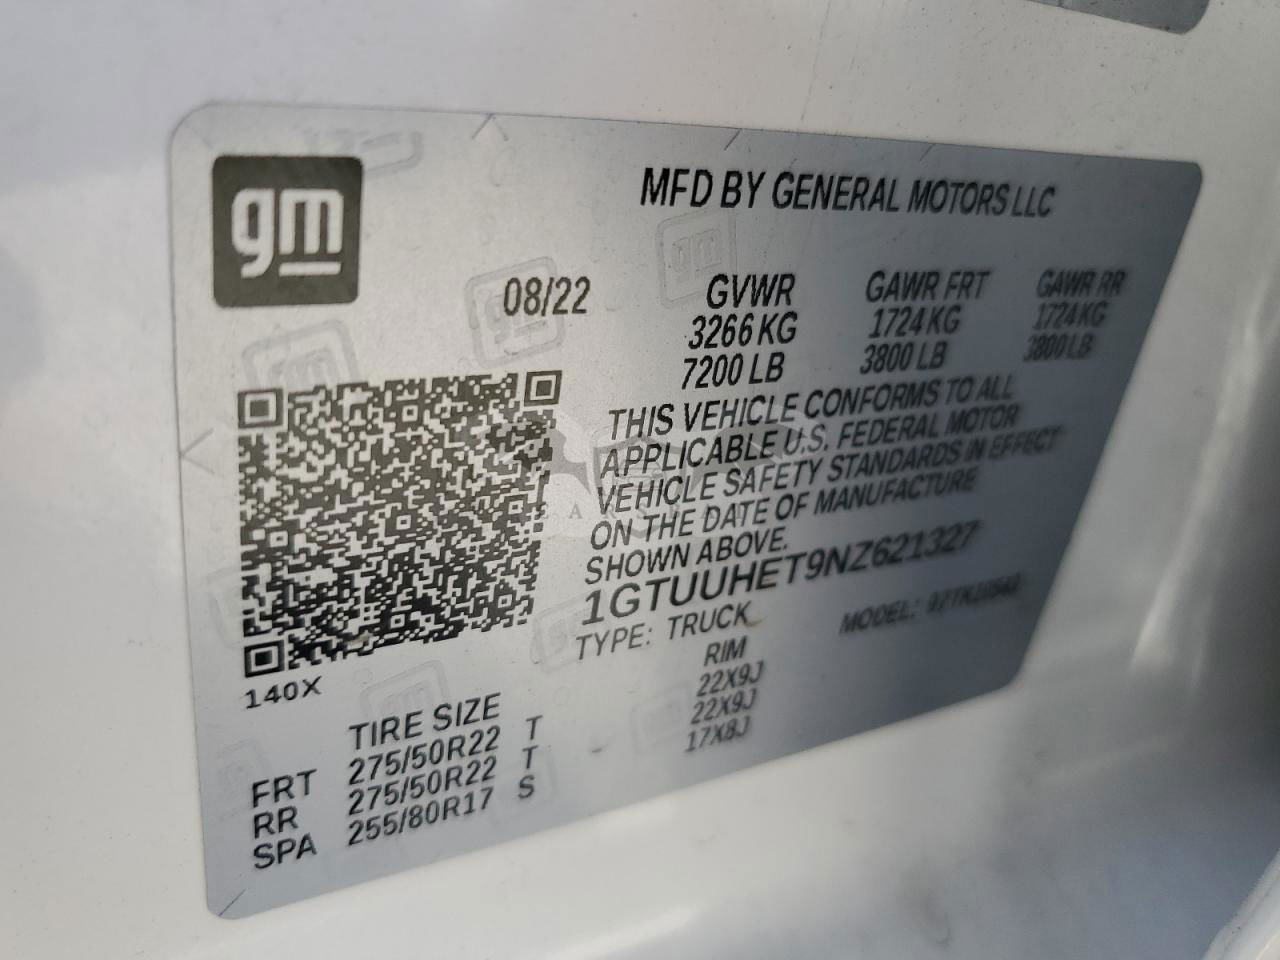 gm
MFD BY GENERAL MOTORS LLC
08/22 GVWR GAWR FRT GAWR RR
3266 KG 1724 KG 1724 KG
7200 LB 3800 LB 3800 LB
THIS VEHICLE CONFORMS TO ALL
APPLICABLE U.S. FEDERAL MOTOR
VEHICLE SAFETY STANDARDS IN EFFECT
ON THE DATE OF MANUFACTURE
SHOWN ABOVE.
1GTUUHET9NZ621327
TYPE: TRUCK MODEL:
140X
TIRE SIZE RIM
FRT 275/50R22 T 22X9J
RR 275/50R22 T 22X9J
SPA 255/80R17 S 17X8J